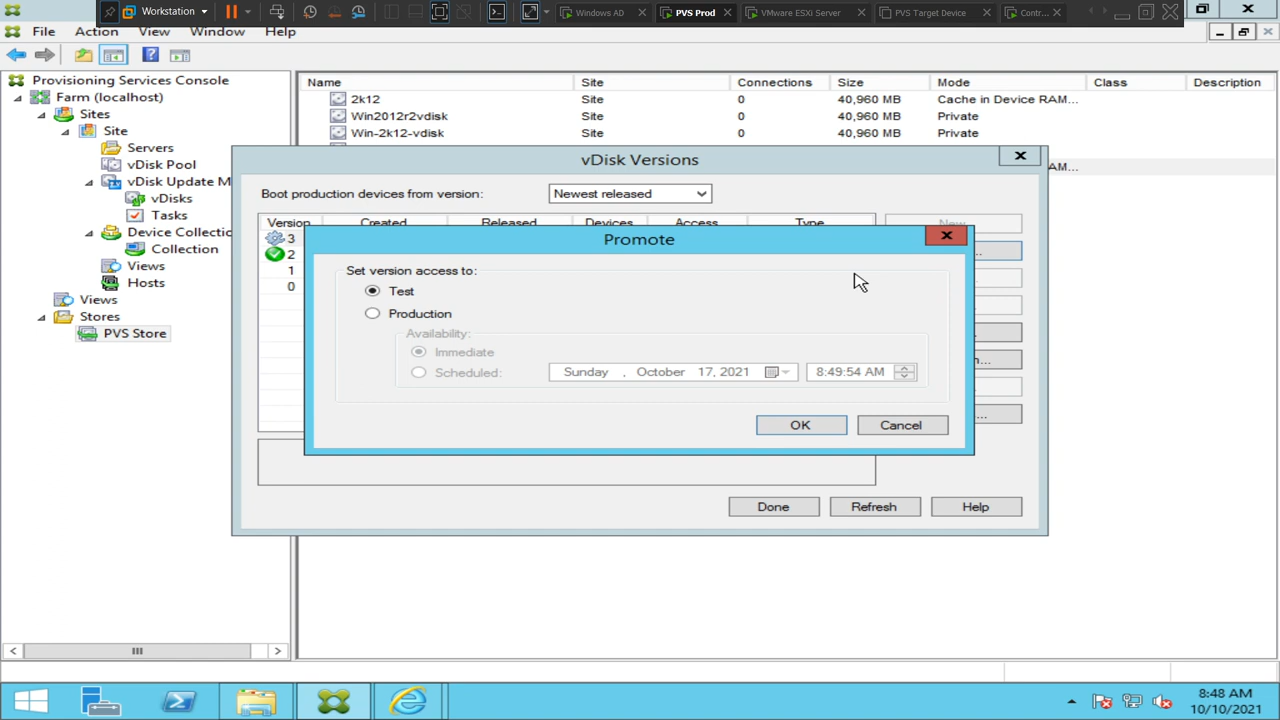 Workstation
Windows AD
PVS Prod
VMware ESXi Server
PVS Target Device
Contr...
File Action View Window Help
Provisioning Services Console
Farm (localhost)
Sites
Site
Servers
vDisk Pool
vDisk Update M
vDisks
Tasks
Device Collectio
Collection
Views
Hosts
Views
Stores
PVS Store
Name Site Connections Size Mode Class Description
2k12 Site 0 40,960 MB Cache in Device RAM...
Win2012r2vdisk Site 0 40,960 MB Private
Win-2k12-vdisk Site 0 40,960 MB Private
AM...
vDisk Versions
Boot production devices from version: Newest released
Version Created Released Devices Access Type
New
3
2
1
0
Promote
Set version access to:
Test
Production
Availability:
Immediate
Scheduled: Sunday , October 17, 2021 8:49:54 AM
OK Cancel
Done Refresh Help
8:48 AM
10/10/2021